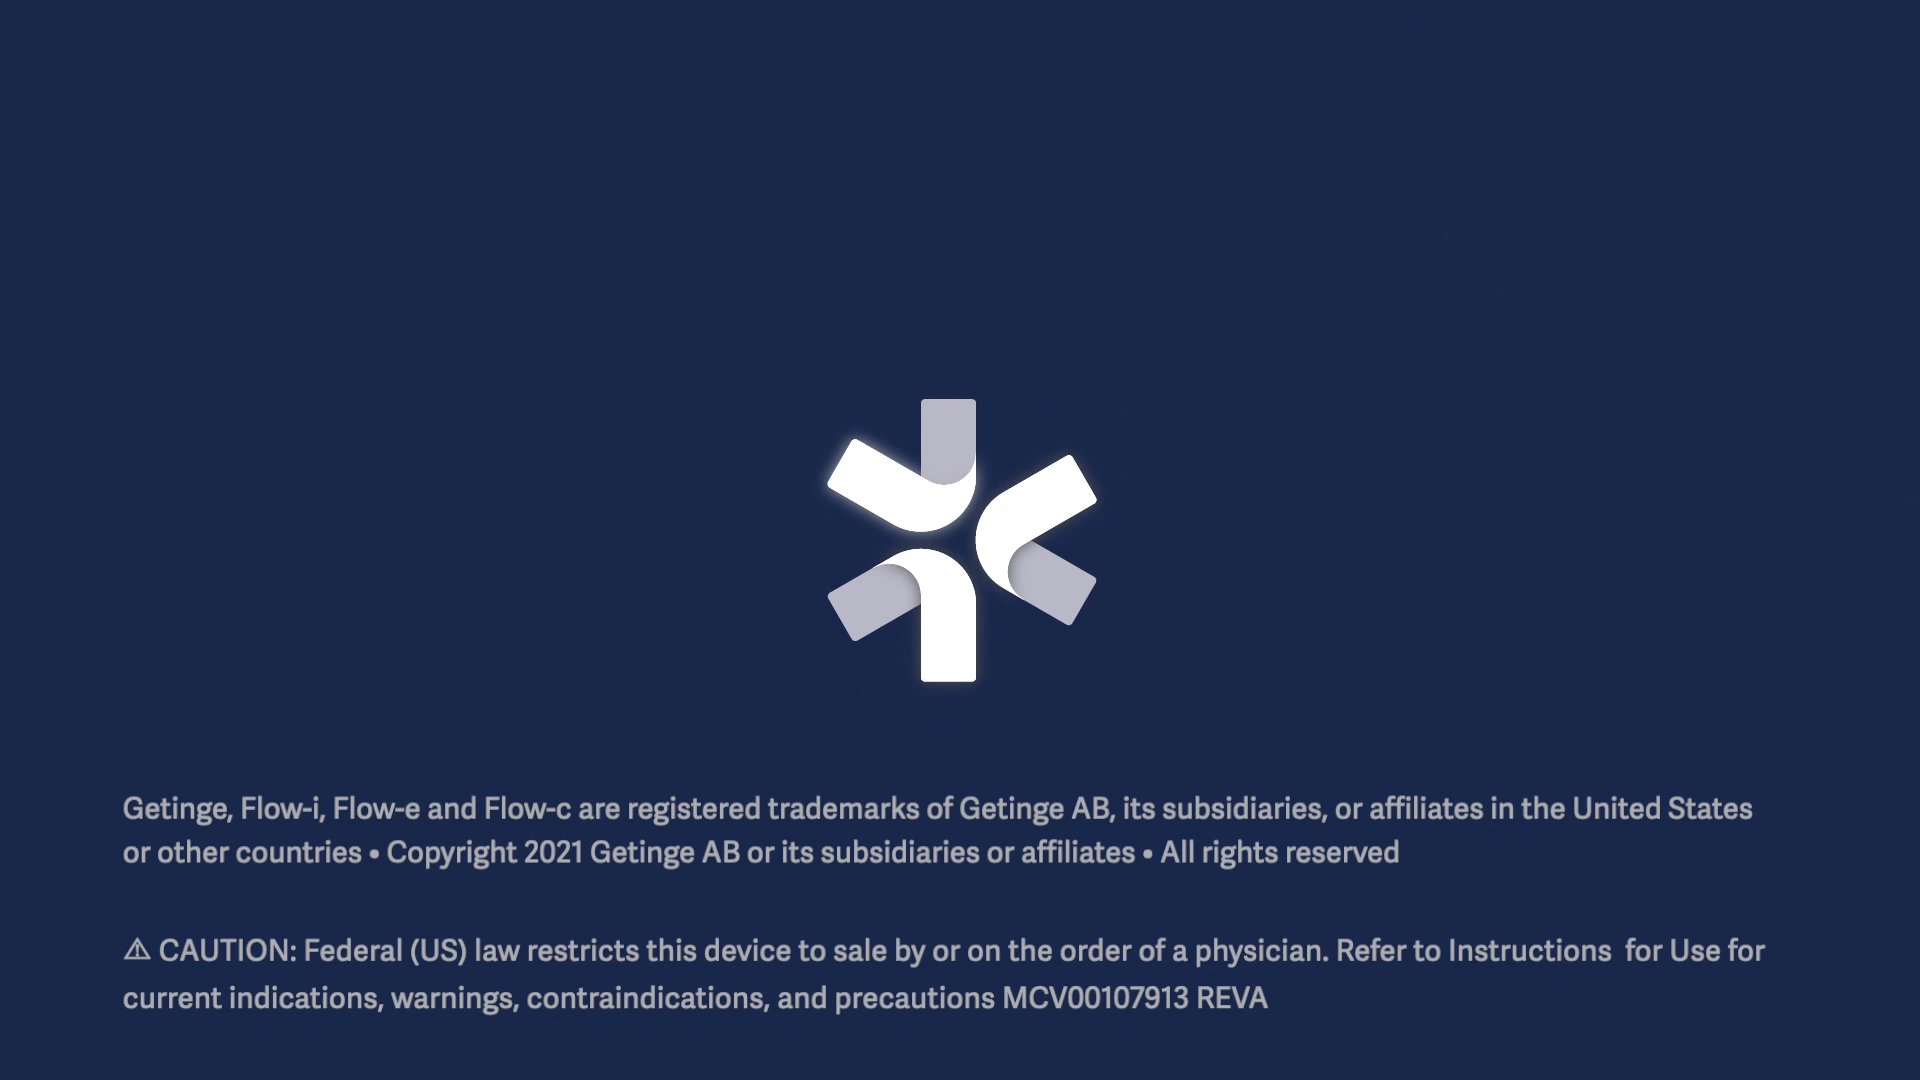 Getinge, Flow-i, Flow-e and Flow-c are registered trademarks of Getinge AB, its subsidiaries, or affiliates in the United States
or other countries • Copyright 2021 Getinge AB or its subsidiaries or affiliates • All rights reserved
⚠ CAUTION: Federal (US) law restricts this device to sale by or on the order of a physician. Refer to Instructions  for Use for
current indications, warnings, contraindications, and precautions MCV00107913 REVA